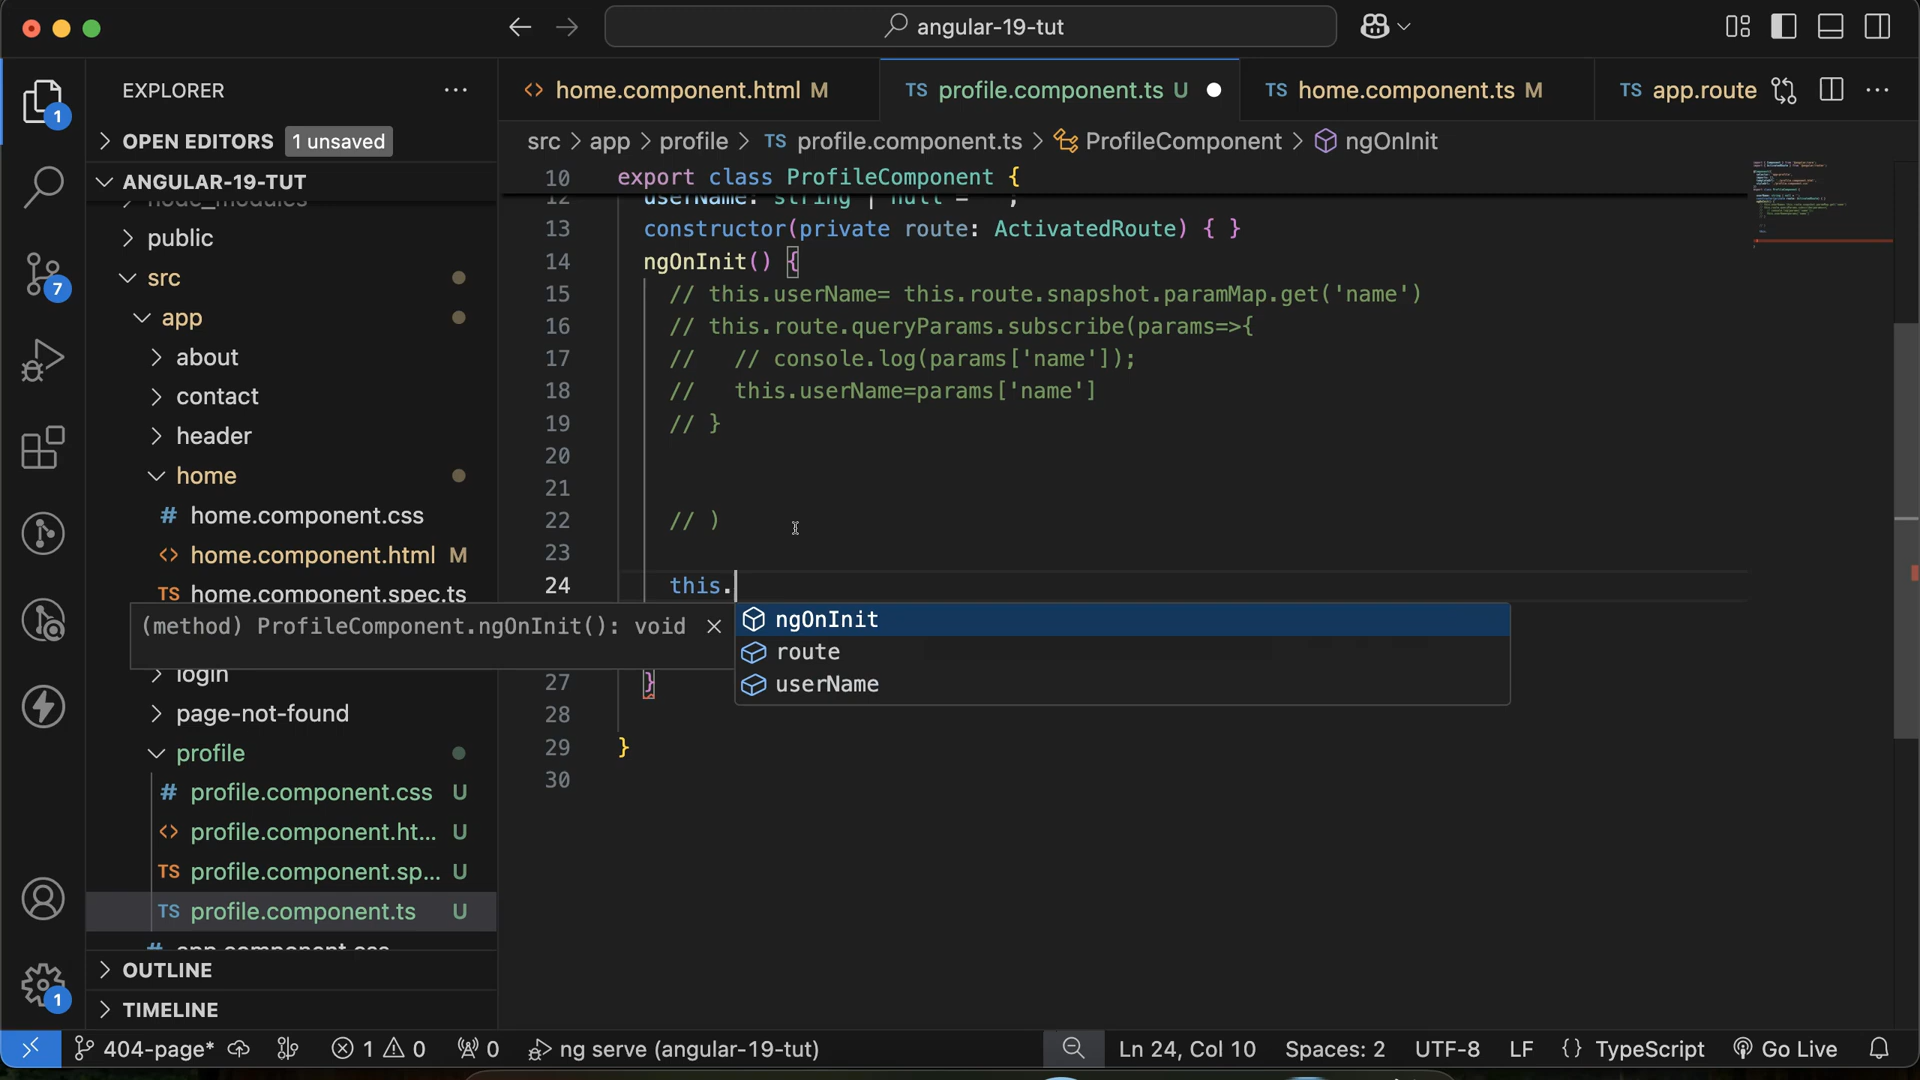 angular-19-tut
EXPLORER
home.component.html M
TS profile.component.ts U
TS home.component.ts M
TS app.route
OPEN EDITORS 1 unsaved
src > app > profile > TS profile.component.ts > ProfileComponent > ngOnInit
ANGULAR-19-TUT
node_modules
public
src
app
about
contact
header
home
# home.component.css
<> home.component.html M
TS home.component.spec.ts
login
page-not-found
profile
# profile.component.css U
<> profile.component.ht... U
TS profile.component.sp... U
TS profile.component.ts U
# app.component.css
OUTLINE
TIMELINE
1
7
1
10 export class ProfileComponent {
12 userName: string | null = '';
13 constructor(private route: ActivatedRoute) { }
14 ngOnInit() {
15 // this.userName= this.route.snapshot.paramMap.get('name')
16 // this.route.queryParams.subscribe(params=>{
17 // // console.log(params['name']);
18 // this.userName=params['name']
19 // }
20
21
22 // )
23
24 this.
(method) ProfileComponent.ngOnInit(): void
ngOnInit
route
userName
27 }
28
29 }
30
404-page* 1 0 0 ng serve (angular-19-tut) Ln 24, Col 10 Spaces: 2 UTF-8 LF {} TypeScript Go Live